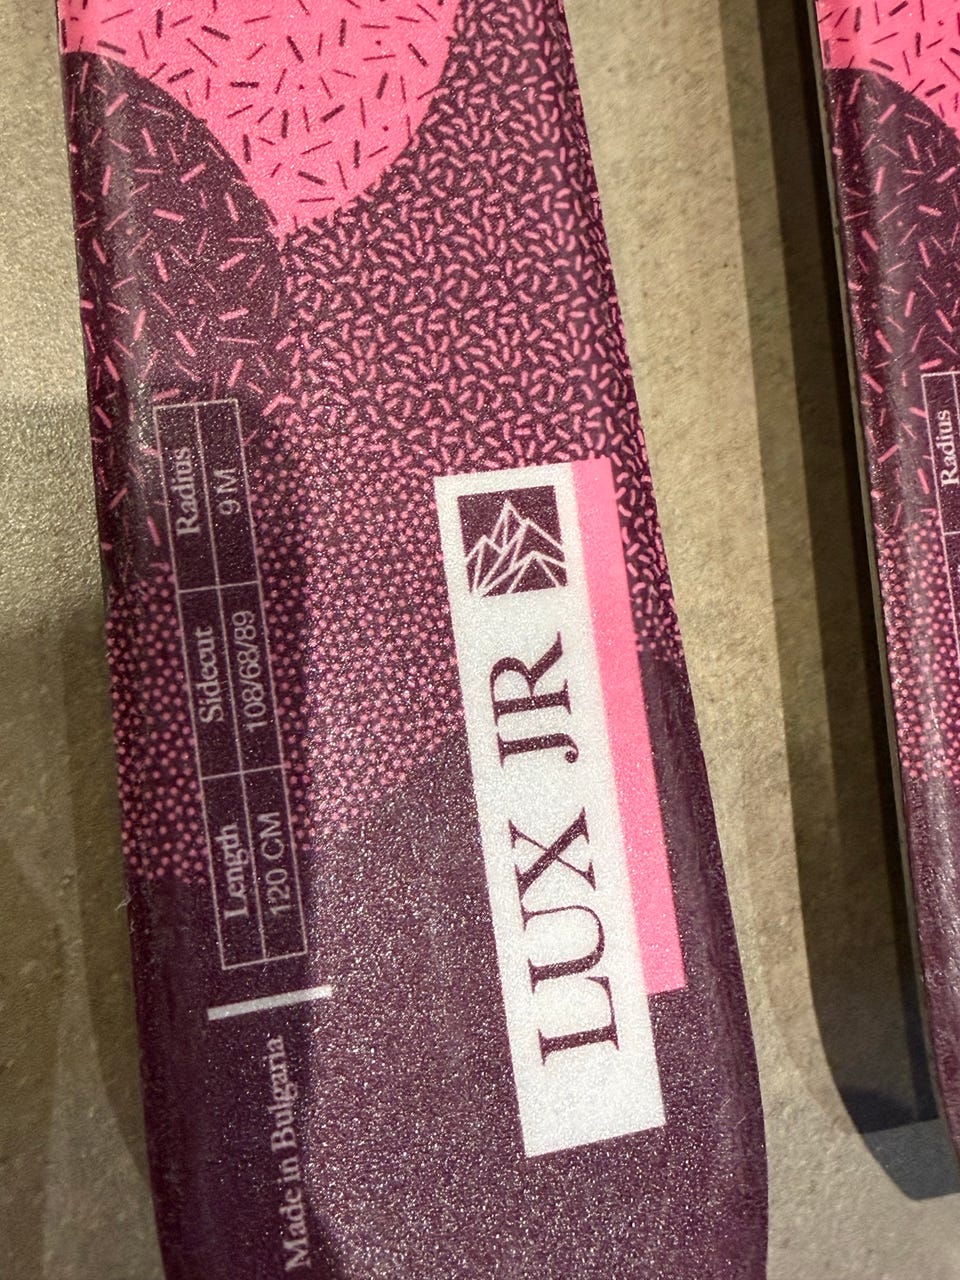 Length Sidecut Radius
120 CM 108/68/89 9 M
Made in Bulgaria
LUX JR
Radius